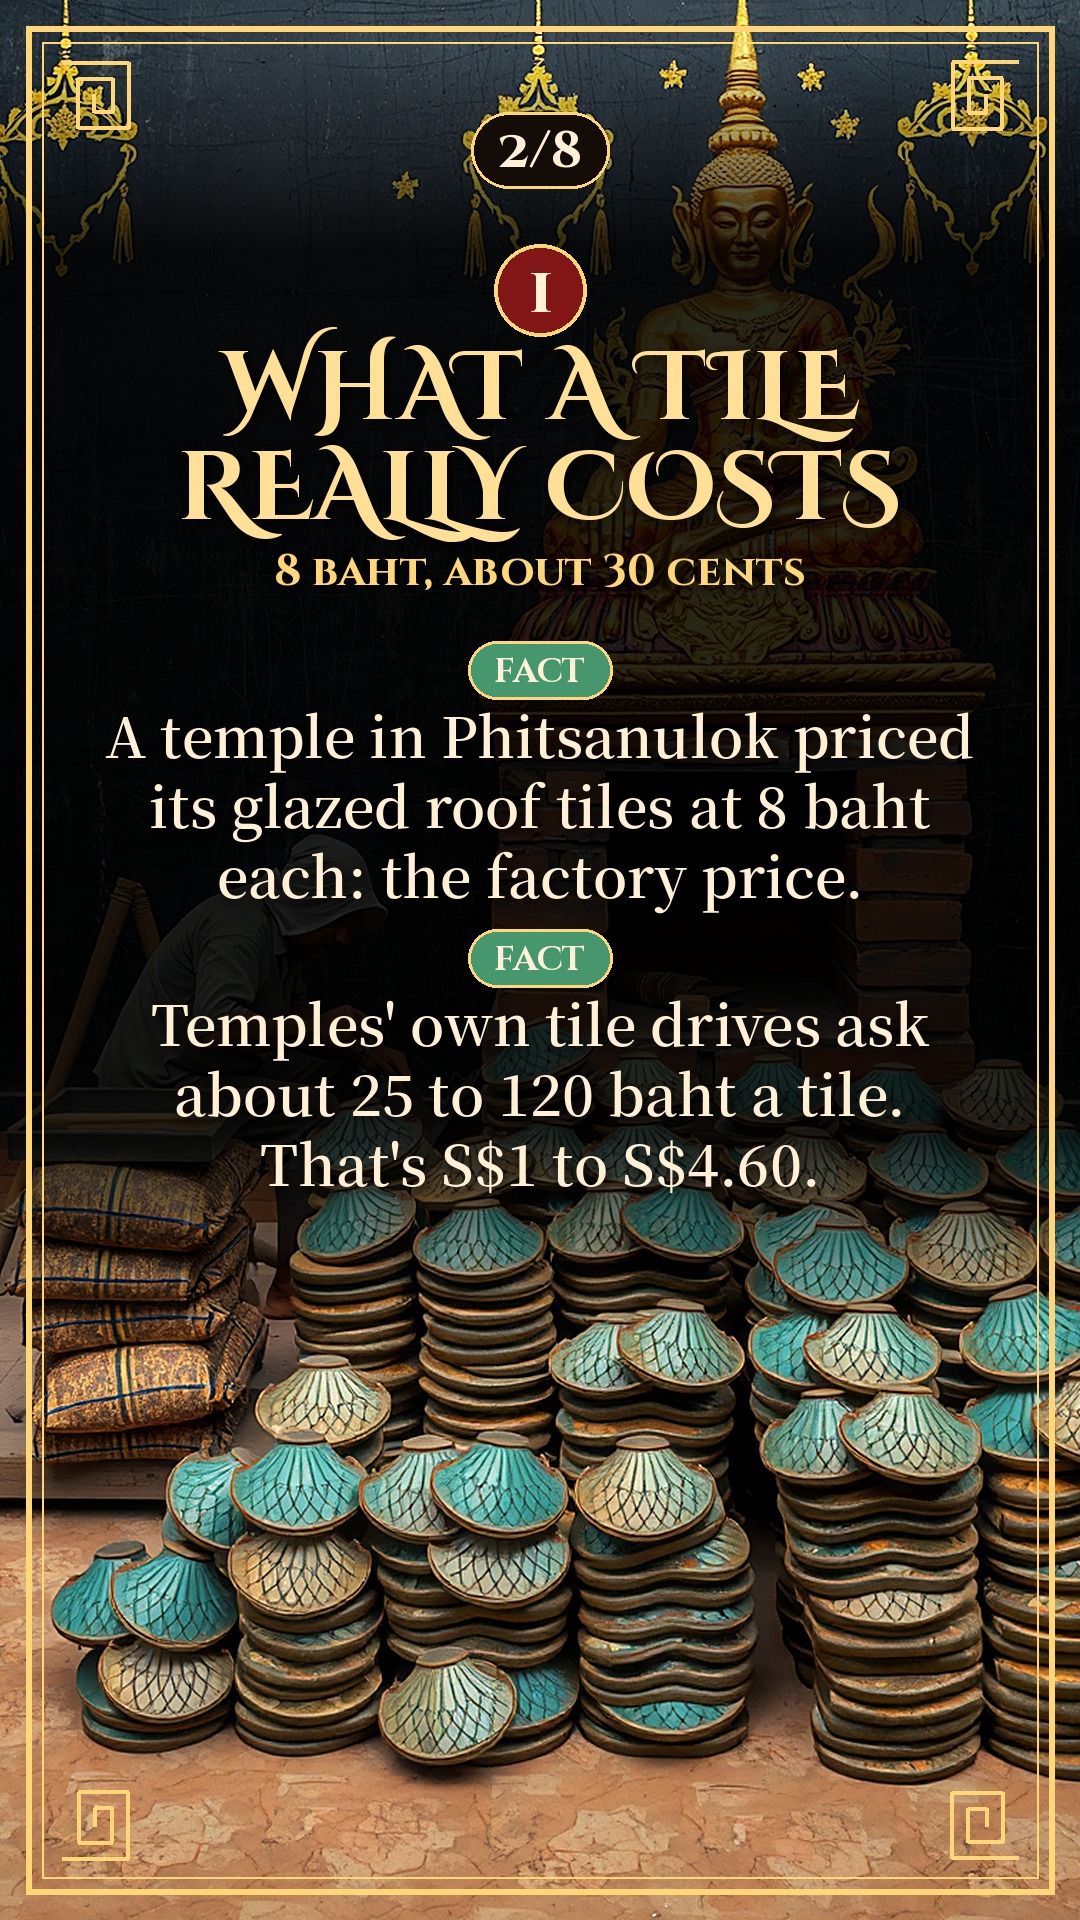 2/8
I
WHAT A TILE
REALLY COSTS
8 BAHT, ABOUT 30 CENTS
FACT
A temple in Phitsanulok priced
its glazed roof tiles at 8 baht
each: the factory price.
FACT
Temples' own tile drives ask
about 25 to 120 baht a tile.
That's S$1 to S$4.60.